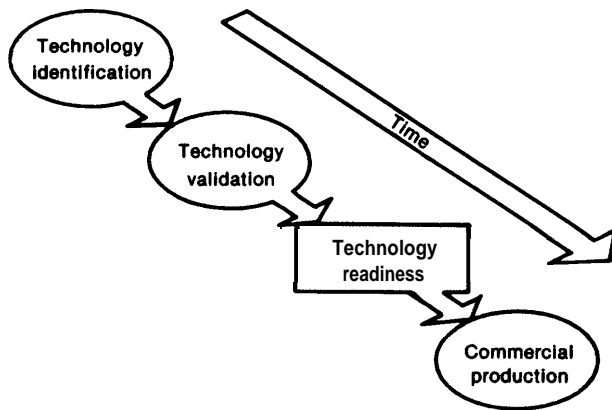 Technology
identification
Time
Technology
validation
Technology
readiness
Commercial
production